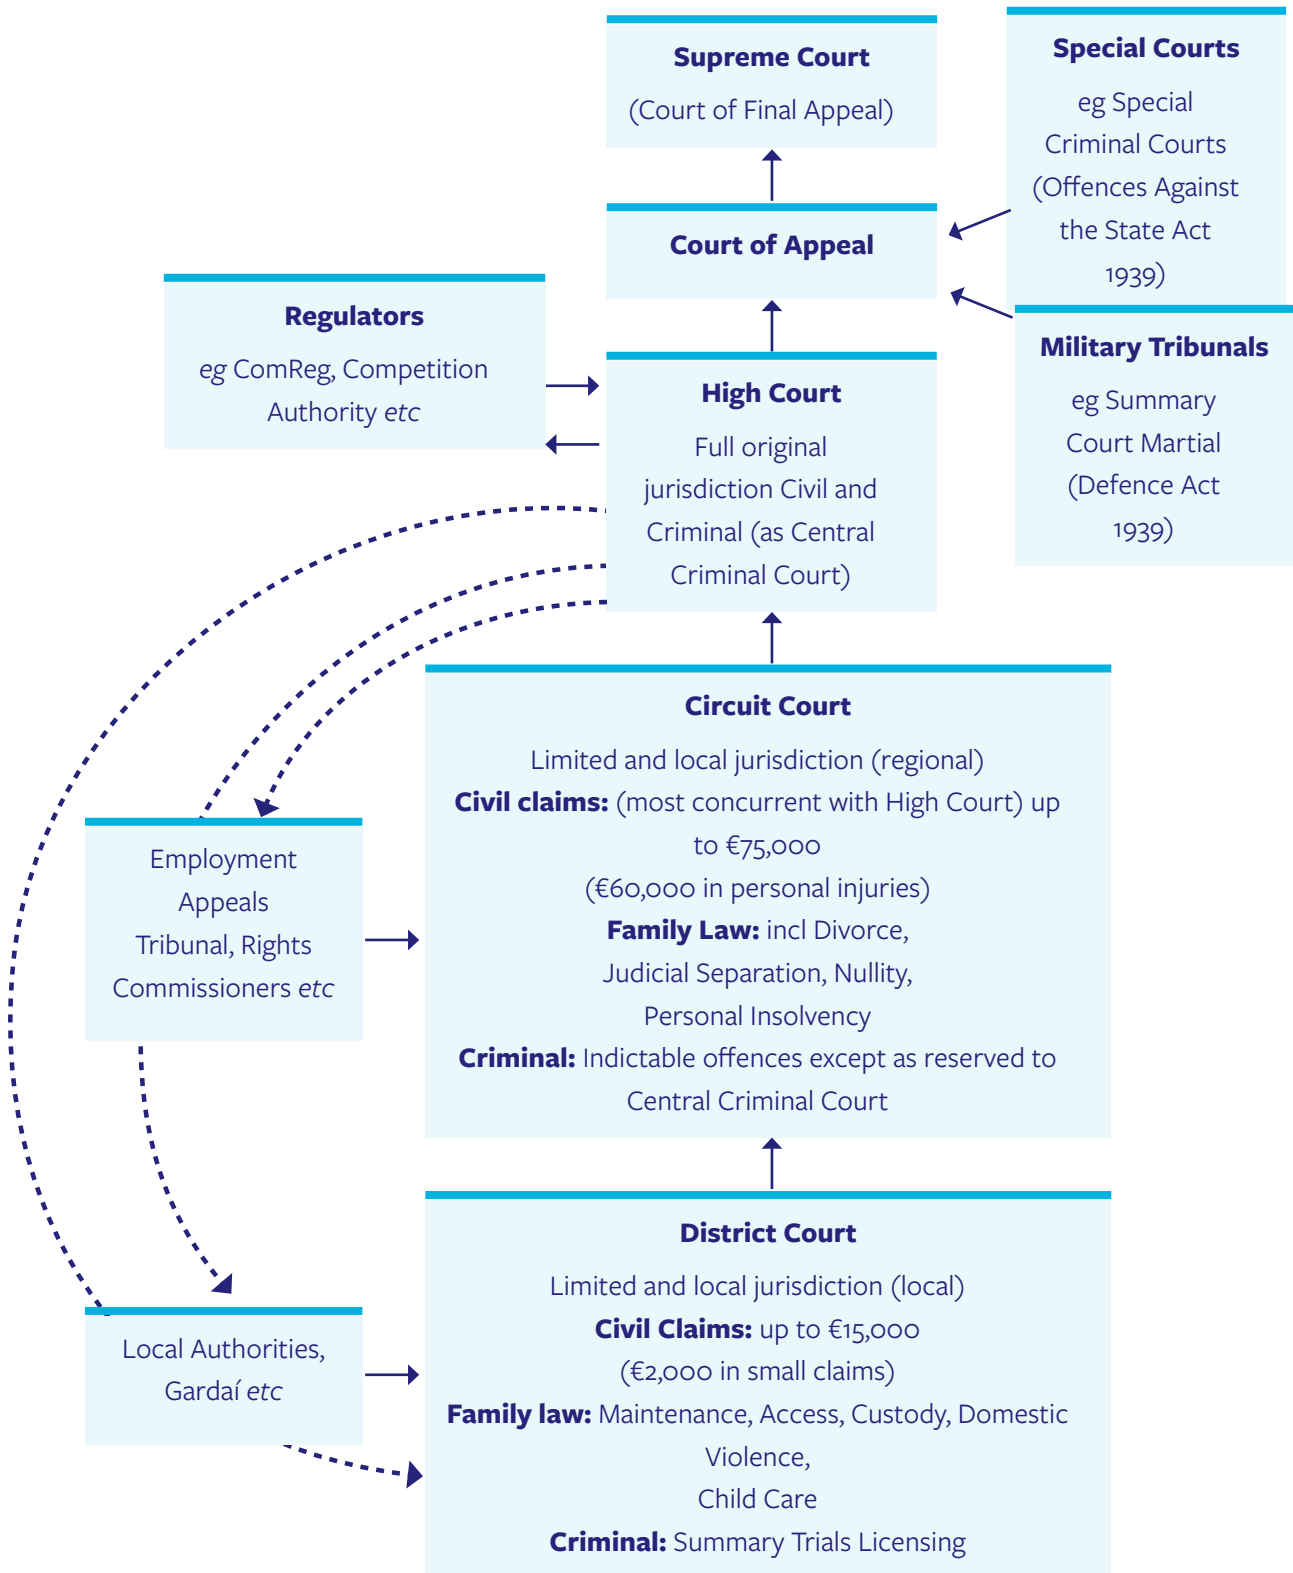 Supreme Court
(Court of Final Appeal)
Special Courts
eg Special
Criminal Courts
(Offences Against
the State Act
1939)
Court of Appeal
Regulators
eg ComReg, Competition
Authority etc
High Court
Full original
jurisdiction Civil and
Criminal (as Central
Criminal Court)
Military Tribunals
eg Summary
Court Martial
(Defence Act
1939)
Circuit Court
Limited and local jurisdiction (regional)
Civil claims: (most concurrent with High Court) up
to €75,000
(€60,000 in personal injuries)
Family Law: incl Divorce,
Judicial Separation, Nullity,
Personal Insolvency
Criminal: Indictable offences except as reserved to
Central Criminal Court
Employment
Appeals
Tribunal, Rights
Commissioners etc
District Court
Limited and local jurisdiction (local)
Civil Claims: up to €15,000
(€2,000 in small claims)
Family law: Maintenance, Access, Custody, Domestic
Violence,
Child Care
Criminal: Summary Trials Licensing
Local Authorities,
Gardaí etc